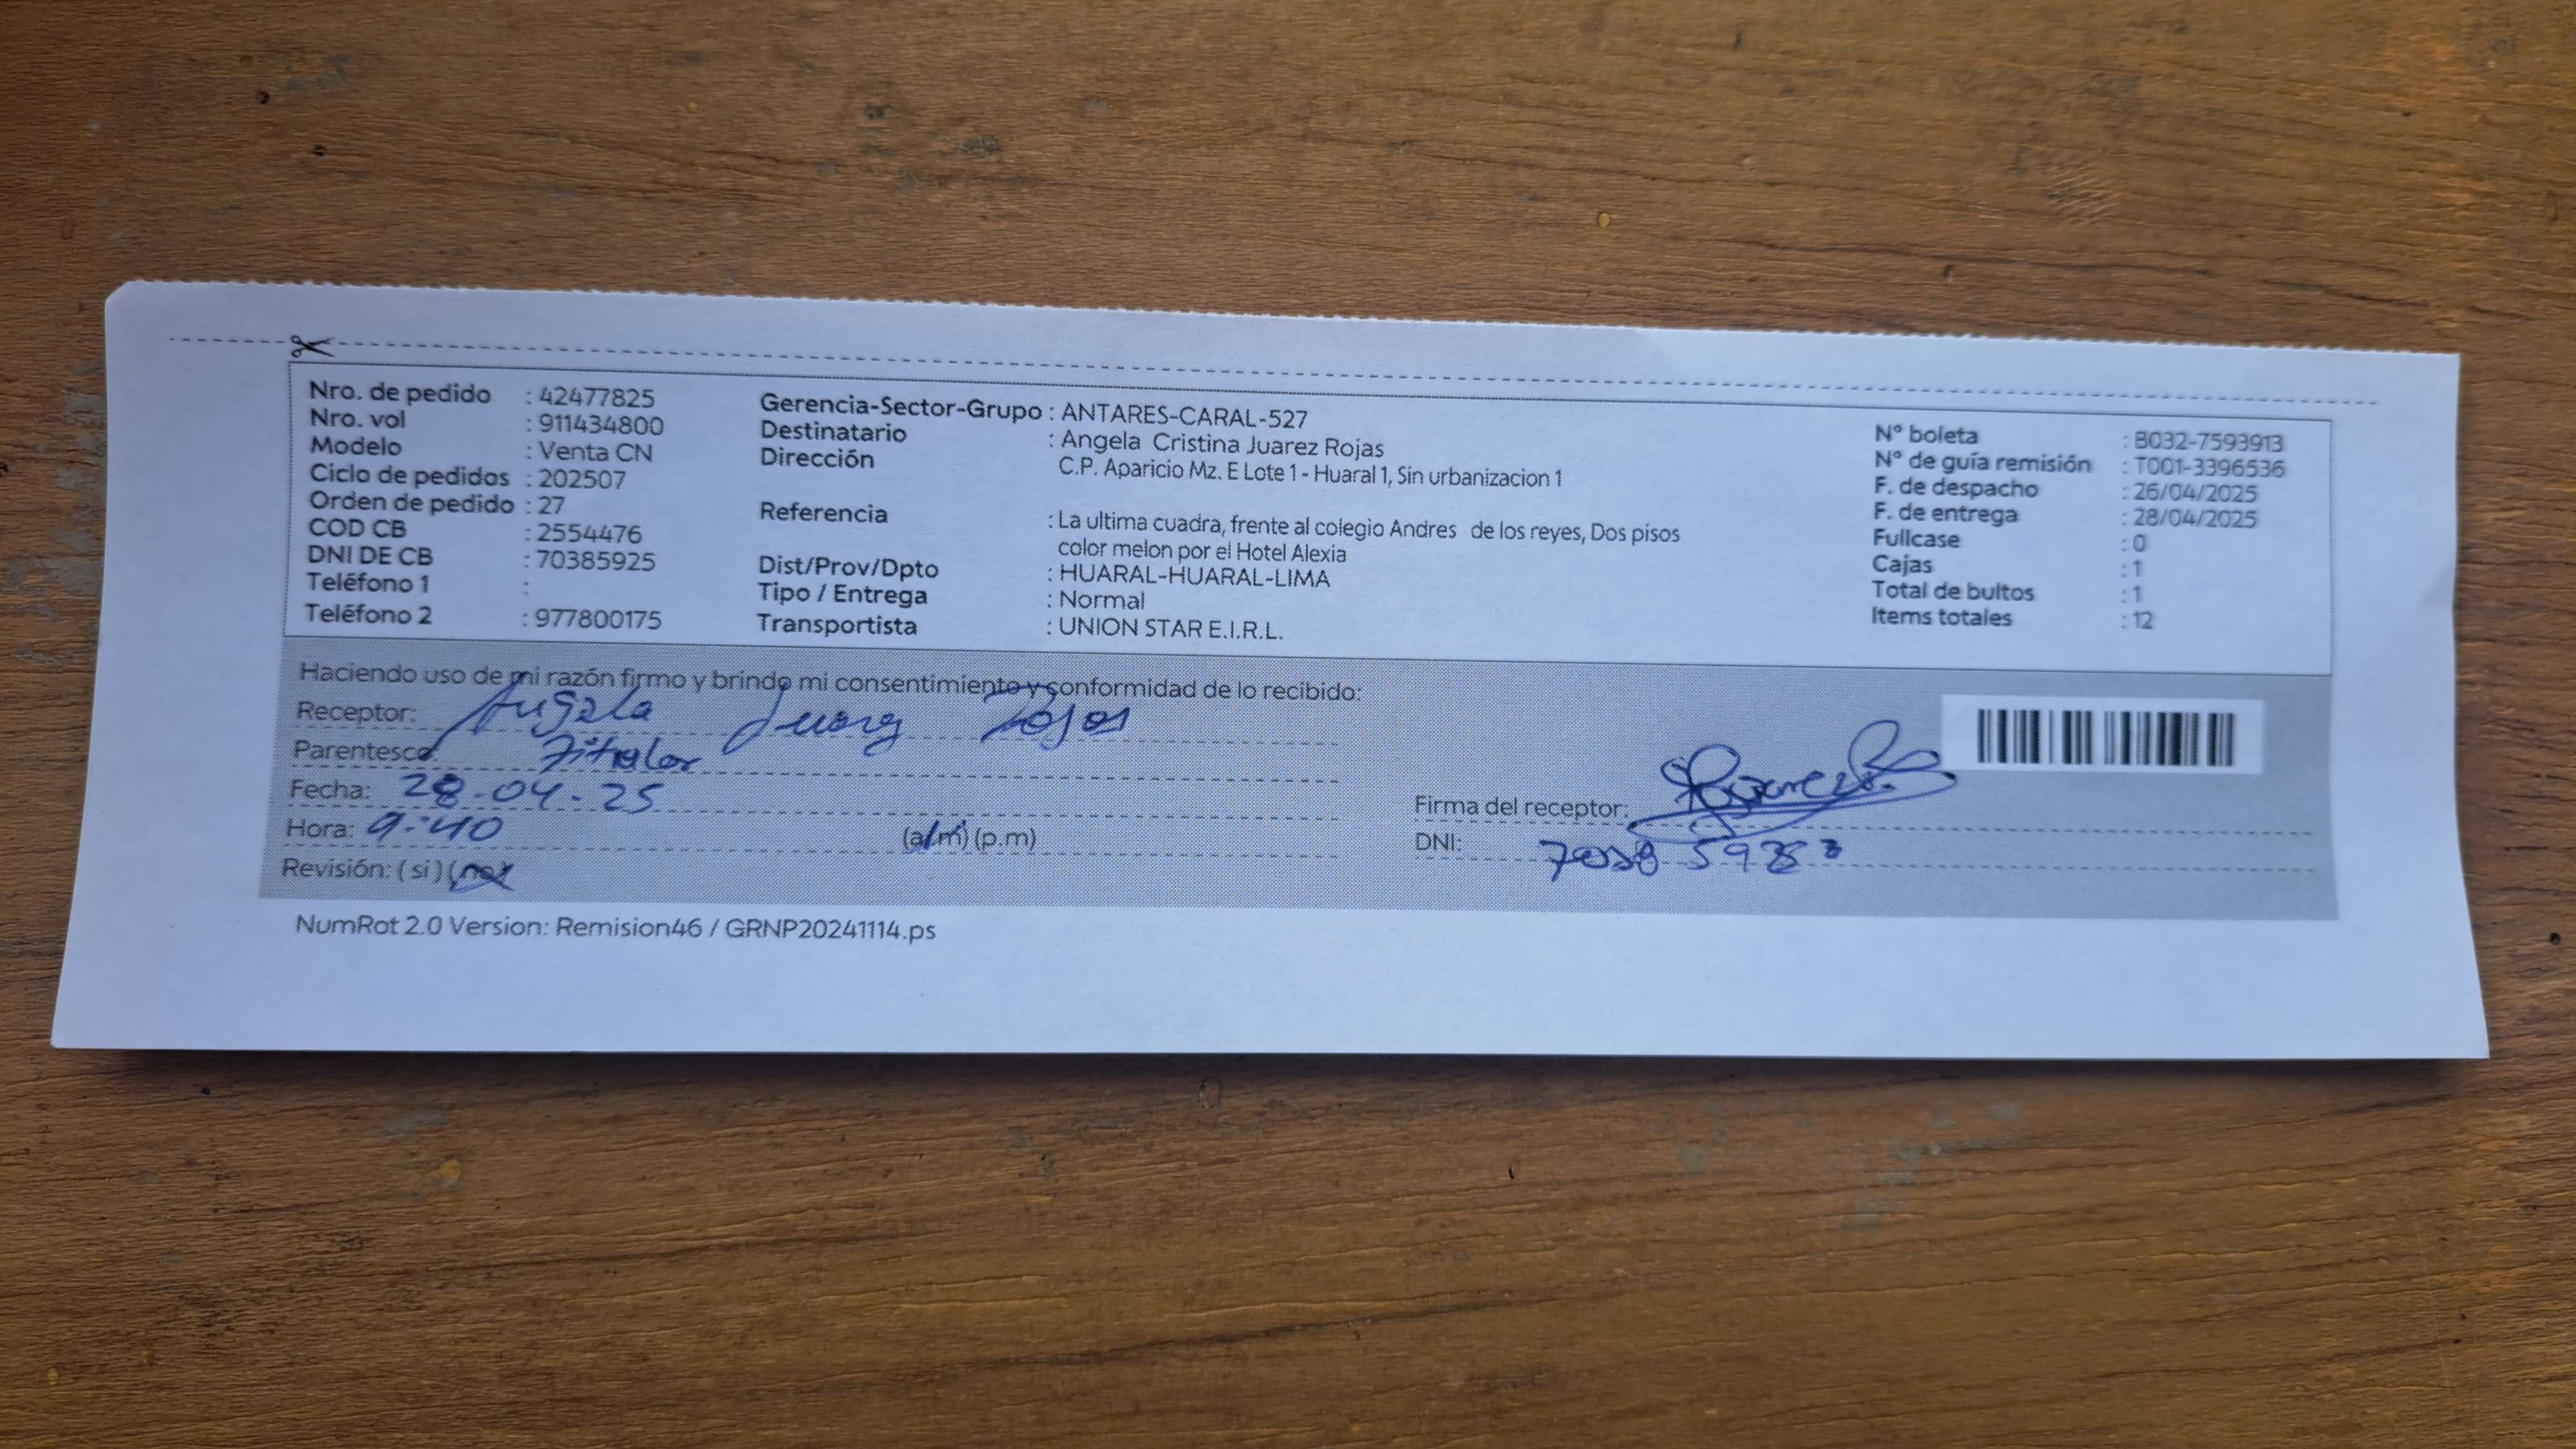 Nro. de pedido : 42477825
Nro. vol : 911434800
Modelo : Venta CN
Ciclo de pedidos : 202507
Orden de pedido : 27
COD CB : 2554476
DNI DE CB : 70385925
Teléfono 1 :
Teléfono 2 : 977800175
Gerencia-Sector-Grupo : ANTARES-CARAL-527
Destinatario : Angela Cristina Juarez Rojas
Dirección C.P. Aparicio Mz. E Lote 1 - Huaral 1, Sin urbanizacion 1
Referencia : La ultima cuadra, frente al colegio Andres de los reyes, Dos pisos
color melon por el Hotel Alexia
Dist/Prov/Dpto : HUARAL-HUARAL-LIMA
Tipo / Entrega : Normal
Transportista : UNION STAR E.I.R.L.
N° boleta : B032-7593913
N° de guía remisión : T001-3396536
F. de despacho : 26/04/2025
F. de entrega : 28/04/2025
Fullcase : 0
Cajas : 1
Total de bultos : 1
Items totales : 12
Haciendo uso de mi razón firmo y brindo mi consentimiento y conformidad de lo recibido:
Receptor: Angela Juarez Rojas
Parentesco: Titular
Fecha: 28-04-25
Hora: 9:40 (a.m) (p.m)
Revisión: (si) (no)
Firma del receptor:
DNI:
NumRot 2.0 Version: Remision46 / GRNP20241114.ps